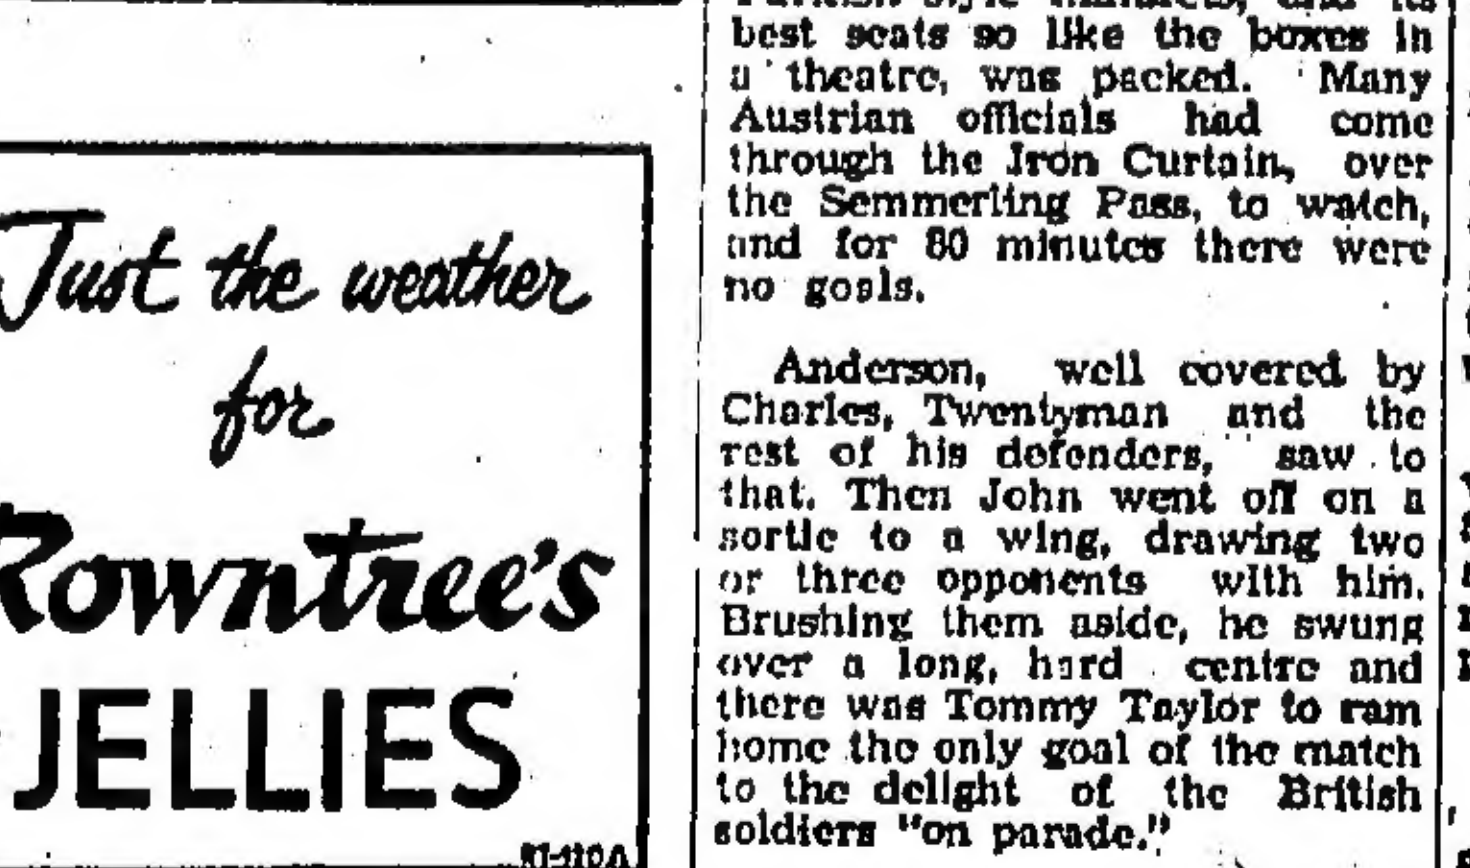 best seats so like the boxes in
a theatre, was packed. Many
Austrian officials had come
through the Iron Curtain, over
the Semmerling Pass, to watch,
and for 80 minutes there were
no goals.
Anderson, well covered by
Charles, Twentyman and the
rest of his defenders, saw to
that. Then John went off on a
sortie to a wing, drawing two
or three opponents with him.
Brushing them aside, he swung
over a long, hard centre and
there was Tommy Taylor to ram
home the only goal of the match
to the delight of the British
soldiers "on parade."
Just the weather
for
Rowntree's
JELLIES